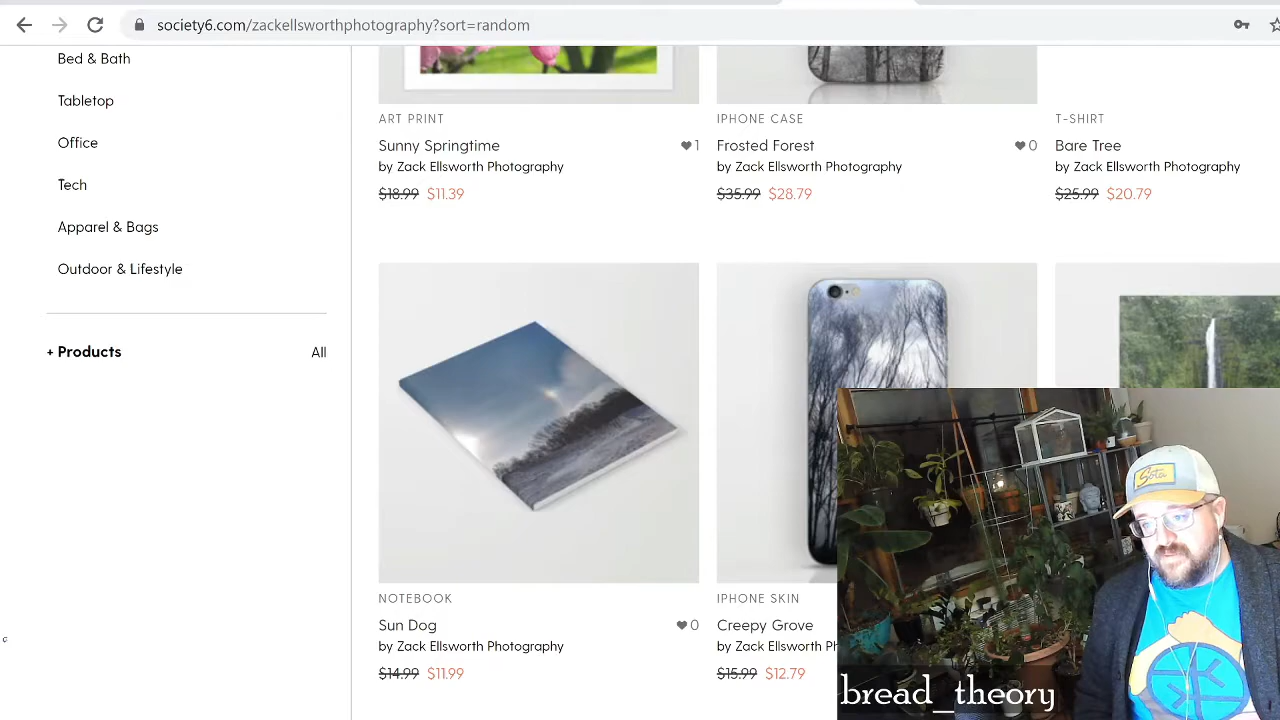 society6.com/zackellsworthphotography?sort=random
Bed & Bath
Tabletop
Office
Tech
Apparel & Bags
Outdoor & Lifestyle
+ Products All
ART PRINT
Sunny Springtime 1
by Zack Ellsworth Photography
$18.99 $11.39
IPHONE CASE
Frosted Forest 0
by Zack Ellsworth Photography
$35.99 $28.79
T-SHIRT
Bare Tree
by Zack Ellsworth Photography
$25.99 $20.79
NOTEBOOK
Sun Dog 0
by Zack Ellsworth Photography
$14.99 $11.99
IPHONE SKIN
Creepy Grove
by Zack Ellsworth P
$15.99 $12.79
Sota
bread_theory
c